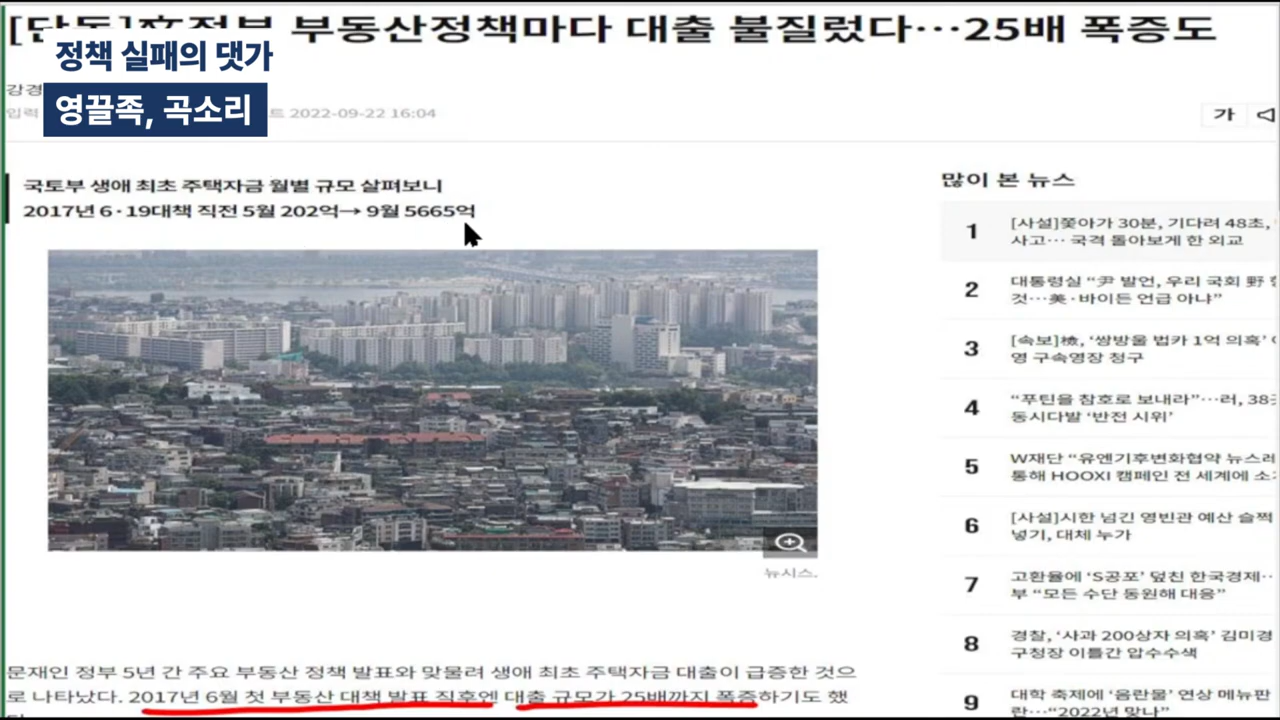 부동산정책마다 대출 불질렀다…25배 폭증도
정책 실패의 댓가
영끌족, 곡소리
강경
입력
2022-09-22 16:04
가
국토부 생애 최초 주택자금 월별 규모 살펴보니
2017년 6·19대책 직전 5월 202억→ 9월 5665억
뉴시스.
문재인 정부 5년 간 주요 부동산 정책 발표와 맞물려 생애 최초 주택자금 대출이 급증한 것으
로 나타났다. 2017년 6월 첫 부동산 대책 발표 직후엔 대출 규모가 25배까지 폭증하기도 했
많이 본 뉴스
1
[사설]쫓아가 30분, 기다려 48초,
사고… 국격 돌아보게 한 외교
2
대통령실 “尹 발언, 우리 국회 野
것…美·바이든 언급 아냐”
3
[속보]檢, ‘쌍방울 법카 1억 의혹’
영 구속영장 청구
4
“푸틴을 참호로 보내라”…러, 38
동시다발 ‘반전 시위’
5
W재단 “유엔기후변화협약 뉴스레
통해 HOOXI 캠페인 전 세계에 소
6
[사설]시한 넘긴 영빈관 예산 슬쩍
넣기, 대체 누가
7
고환율에 ‘S공포’ 덮친 한국경제…
부 “모든 수단 동원해 대응”
8
경찰, ‘사과 200상자 의혹’ 김미경
구청장 이틀간 압수수색
9
대학 축제에 ‘음란물’ 연상 메뉴판
란…“2022년 맞나”